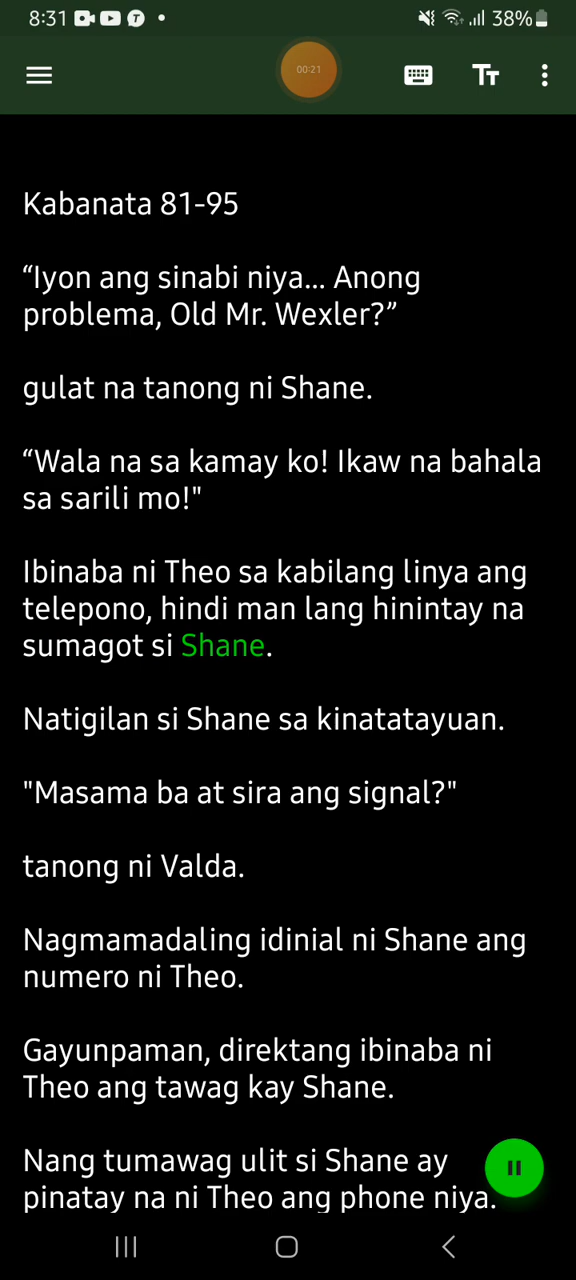 8:31
38%
00:21
Kabanata 81-95
“Iyon ang sinabi niya... Anong
problema, Old Mr. Wexler?”
gulat na tanong ni Shane.
“Wala na sa kamay ko! Ikaw na bahala
sa sarili mo!"
Ibinaba ni Theo sa kabilang linya ang
telepono, hindi man lang hinintay na
sumagot si Shane.
Natigilan si Shane sa kinatatayuan.
"Masama ba at sira ang signal?"
tanong ni Valda.
Nagmamadaling idinial ni Shane ang
numero ni Theo.
Gayunpaman, direktang ibinaba ni
Theo ang tawag kay Shane.
Nang tumawag ulit si Shane ay
pinatay na ni Theo ang phone niya.